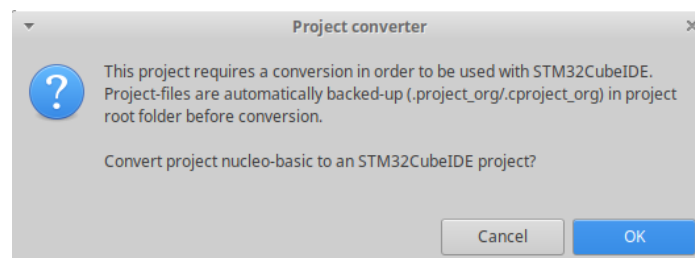 Project converter
This project requires a conversion in order to be used with STM32CubeIDE.
Project-files are automatically backed-up (.project_org/.cproject_org) in project
root folder before conversion.
Convert project nucleo-basic to an STM32CubeIDE project?
Cancel
OK